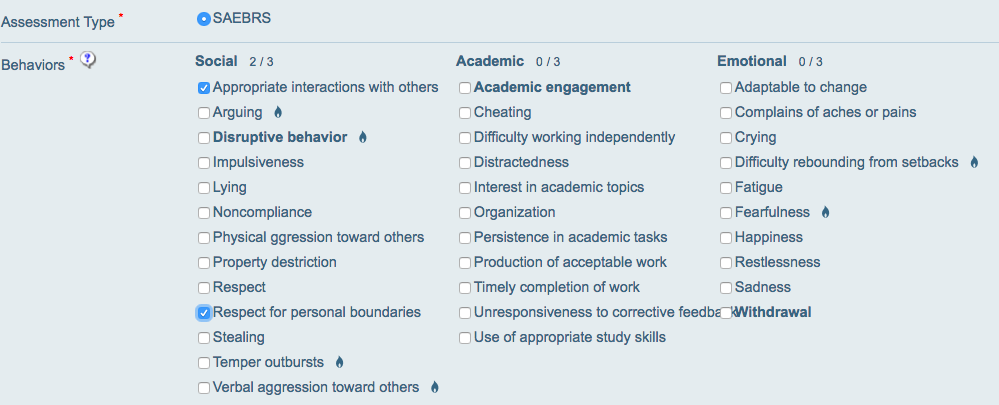 Assessment Type * SAEBRS
Behaviors * ? Social 2 / 3 Academic 0 / 3 Emotional 0 / 3
Appropriate interactions with others Academic engagement Adaptable to change
Arguing Cheating Complains of aches or pains
Disruptive behavior Difficulty working independently Crying
Impulsiveness Distractedness Difficulty rebounding from setbacks
Lying Interest in academic topics Fatigue
Noncompliance Organization Fearfulness
Physical ggression toward others Persistence in academic tasks Happiness
Property destriction Production of acceptable work Restlessness
Respect Timely completion of work Sadness
Respect for personal boundaries Unresponsiveness to corrective feedback Withdrawal
Stealing Use of appropriate study skills
Temper outbursts
Verbal aggression toward others